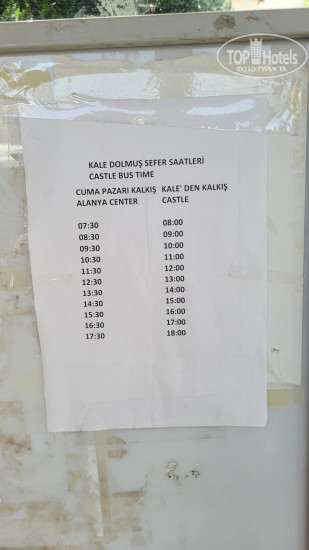 TOP Hotels
KALE DOLMUŞ SEFER SAATLERİ
CASTLE BUS TIME
CUMA PAZARI KALKIŞ KALE' DEN KALKIŞ
ALANYA CENTER CASTLE
07:30 08:00
08:30 09:00
09:30 10:00
10:30 11:00
11:30 12:00
12:30 13:00
13:30 14:00
14:30 15:00
15:30 16:00
16:30 17:00
17:30 18:00